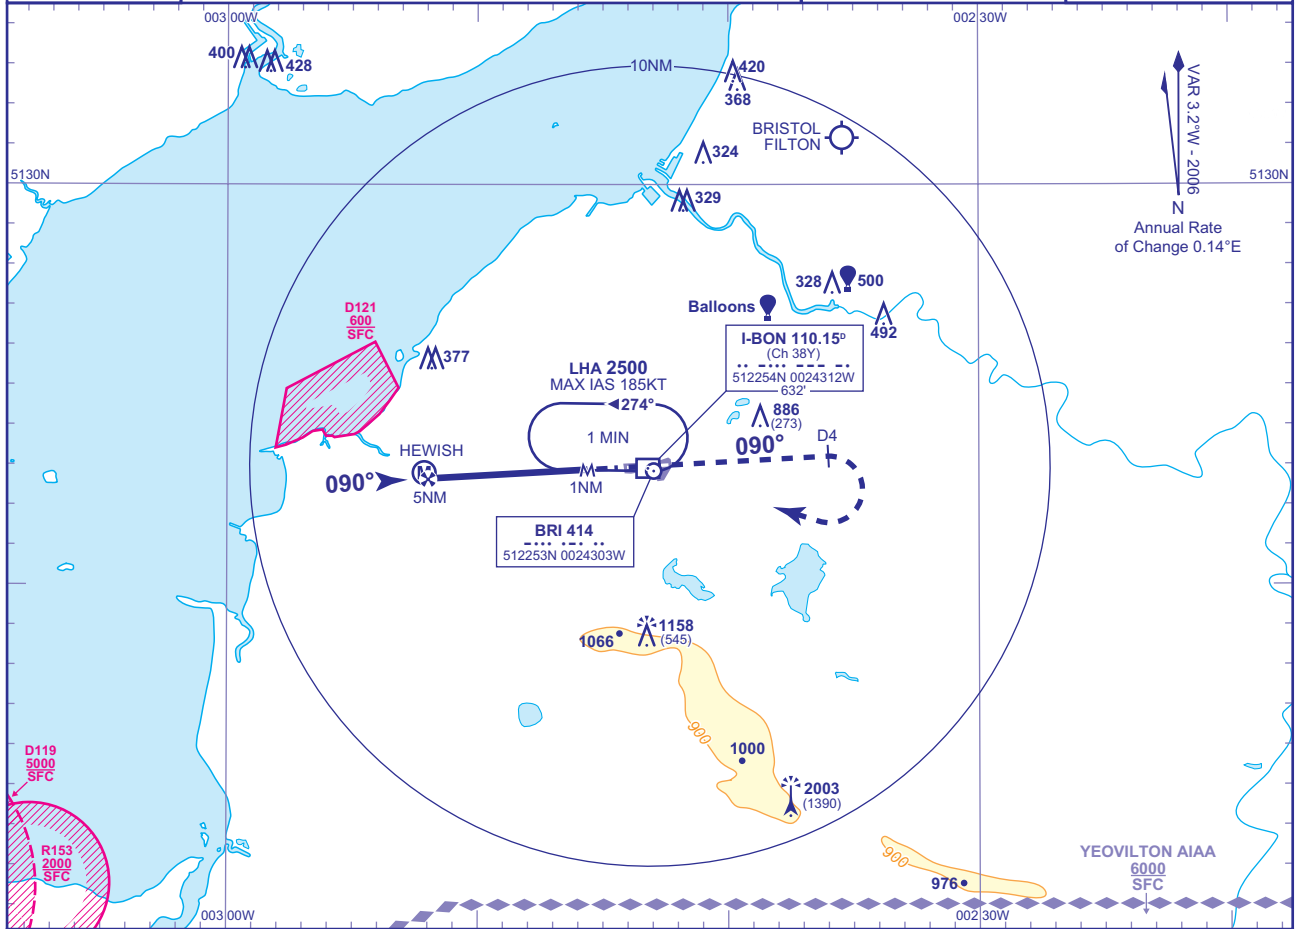 003 00W
002 30W
400
428
10NM
420
368
BRISTOL
FILTON
324
VAR 3.2°W - 2006
5130N
5130N
329
N
Annual Rate
of Change 0.14°E
328
500
D121
600
SFC
Balloons
492
I-BON 110.15ᴰ
(Ch 38Y)
512254N 0024312W
632'
377
LHA 2500
MAX IAS 185KT
274°
886
(273)
1 MIN
090°
D4
HEWISH
090°
5NM
1NM
BRI 414
512253N 0024303W
1158
(545)
1066
900
1000
D119
5000
SFC
2003
(1390)
R153
2000
SFC
900
976
YEOVILTON AIAA
6000
SFC
003 00W
002 30W